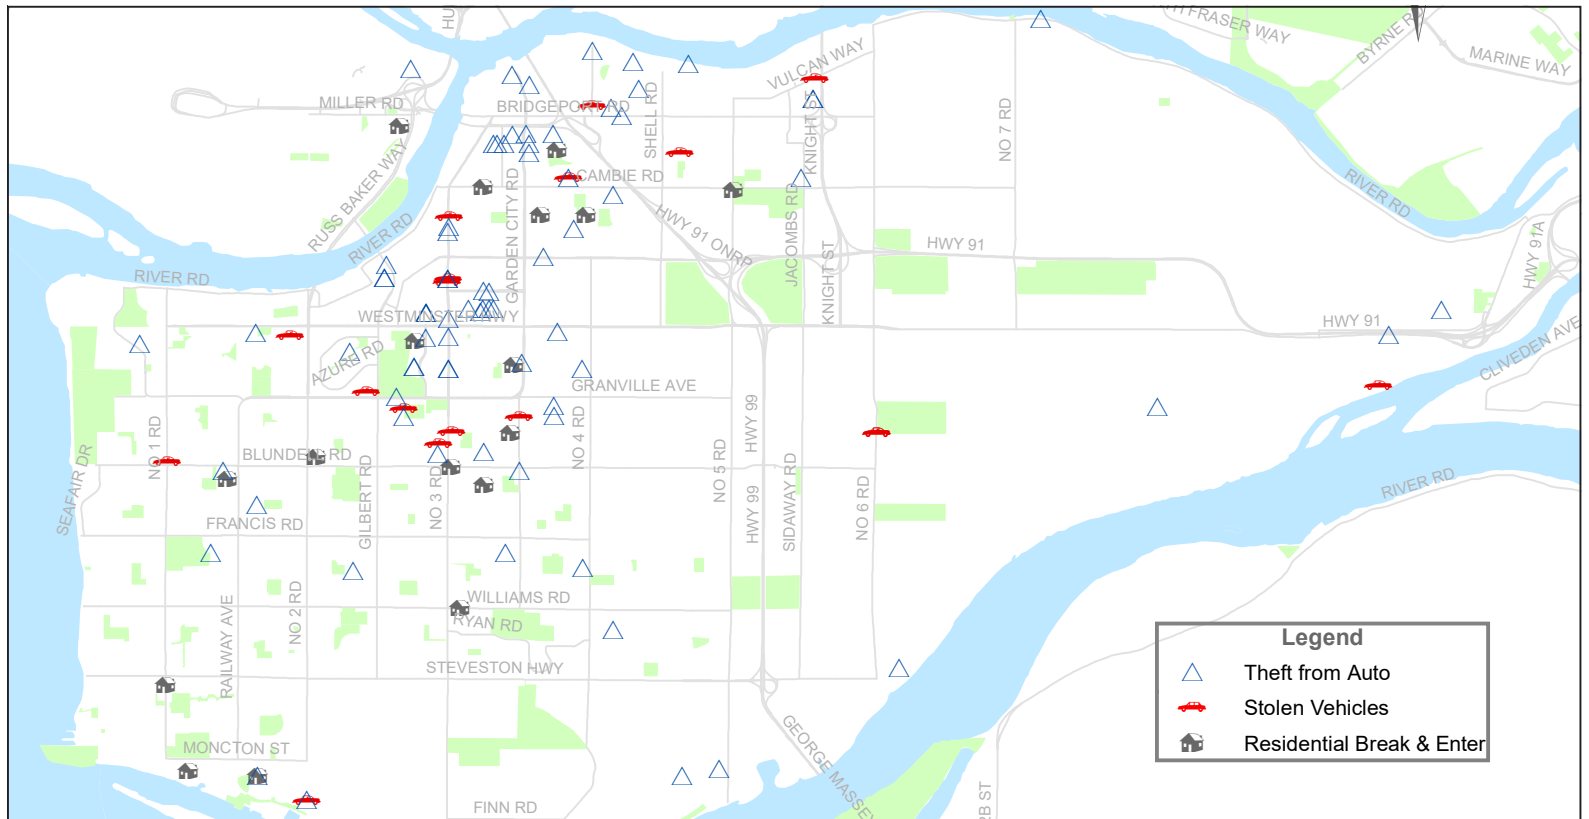 FRASER WAY
BYRNE R
MARINE WAY
VULCAN WAY
MILLER RD
BRIDGEPORT RD
SHELL RD
KNIGHT ST
NO 7 RD
CAMBIE RD
RUSS BAKER WAY
RIVER RD
GARDEN CITY RD
HWY 91 ONRP
JACOMBS RD
KNIGHT ST
HWY 91
RIVER RD
HWY 91A
RIVER RD
WESTMINSTER HWY
HWY 91
CLIVEDEN AVE
AZURE RD
GRANVILLE AVE
NO 1 RD
BLUNDELL RD
GILBERT RD
NO 3 RD
NO 4 RD
NO 5 RD
HWY 99
HWY 99
SIDAWAY RD
NO 6 RD
RIVER RD
SEAFAIR DR
FRANCIS RD
RAILWAY AVE
NO 2 RD
WILLIAMS RD
RYAN RD
STEVESTON HWY
MONCTON ST
GEORGE MASSEY
FINN RD
RB ST
Legend
Theft from Auto
Stolen Vehicles
Residential Break & Enter